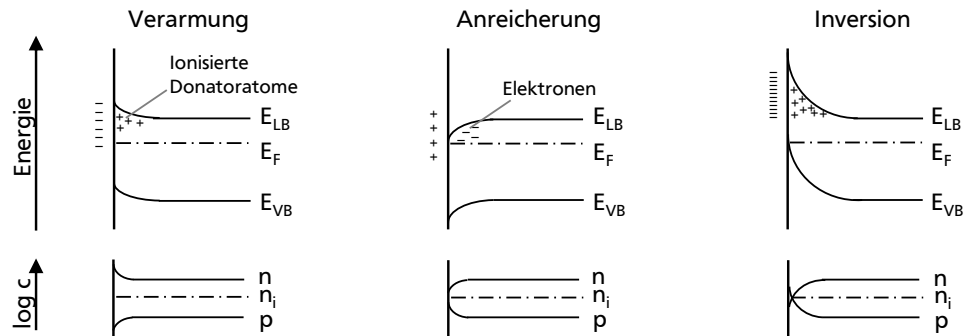 Verarmung
Anreicherung
Inversion
Energie
Ionisierte
Donatoratome
E_LB
E_F
E_VB
Elektronen
E_LB
E_F
E_VB
E_LB
E_F
E_VB
log c
n
n_i
p
n
n_i
p
n
n_i
p